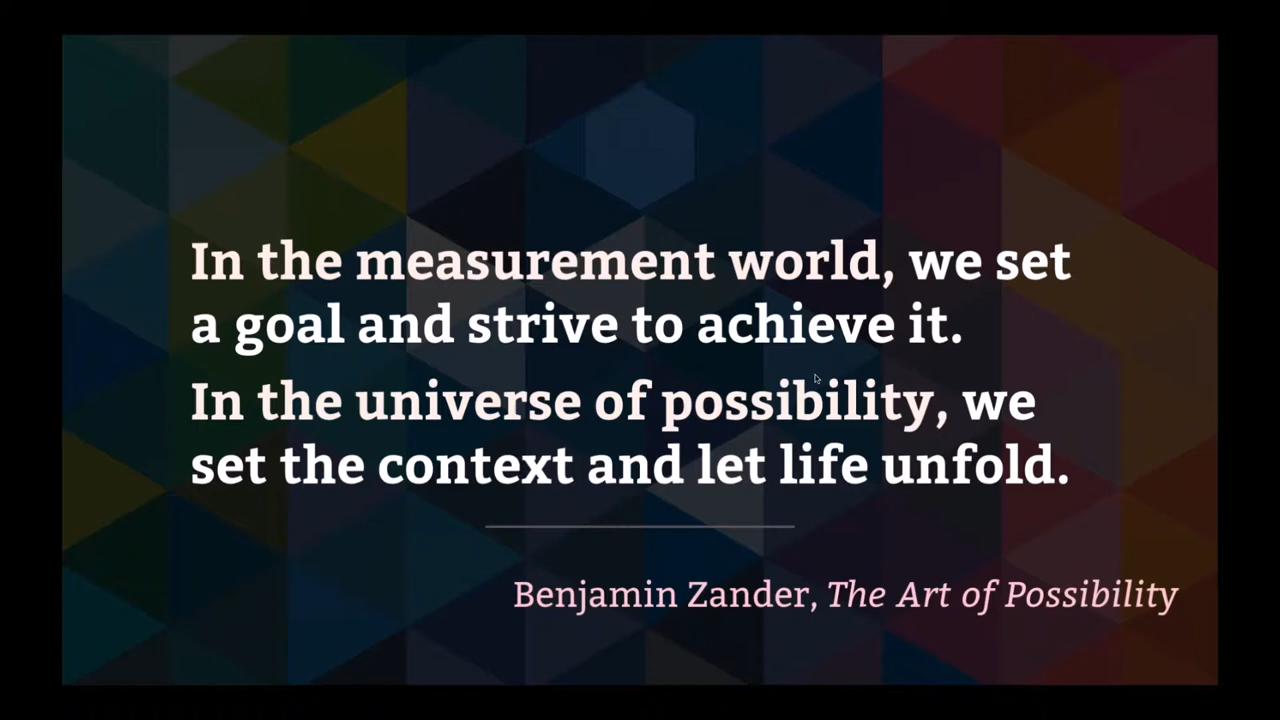 In the measurement world, we set
a goal and strive to achieve it.
In the universe of possibility, we
set the context and let life unfold.
Benjamin Zander, The Art of Possibility